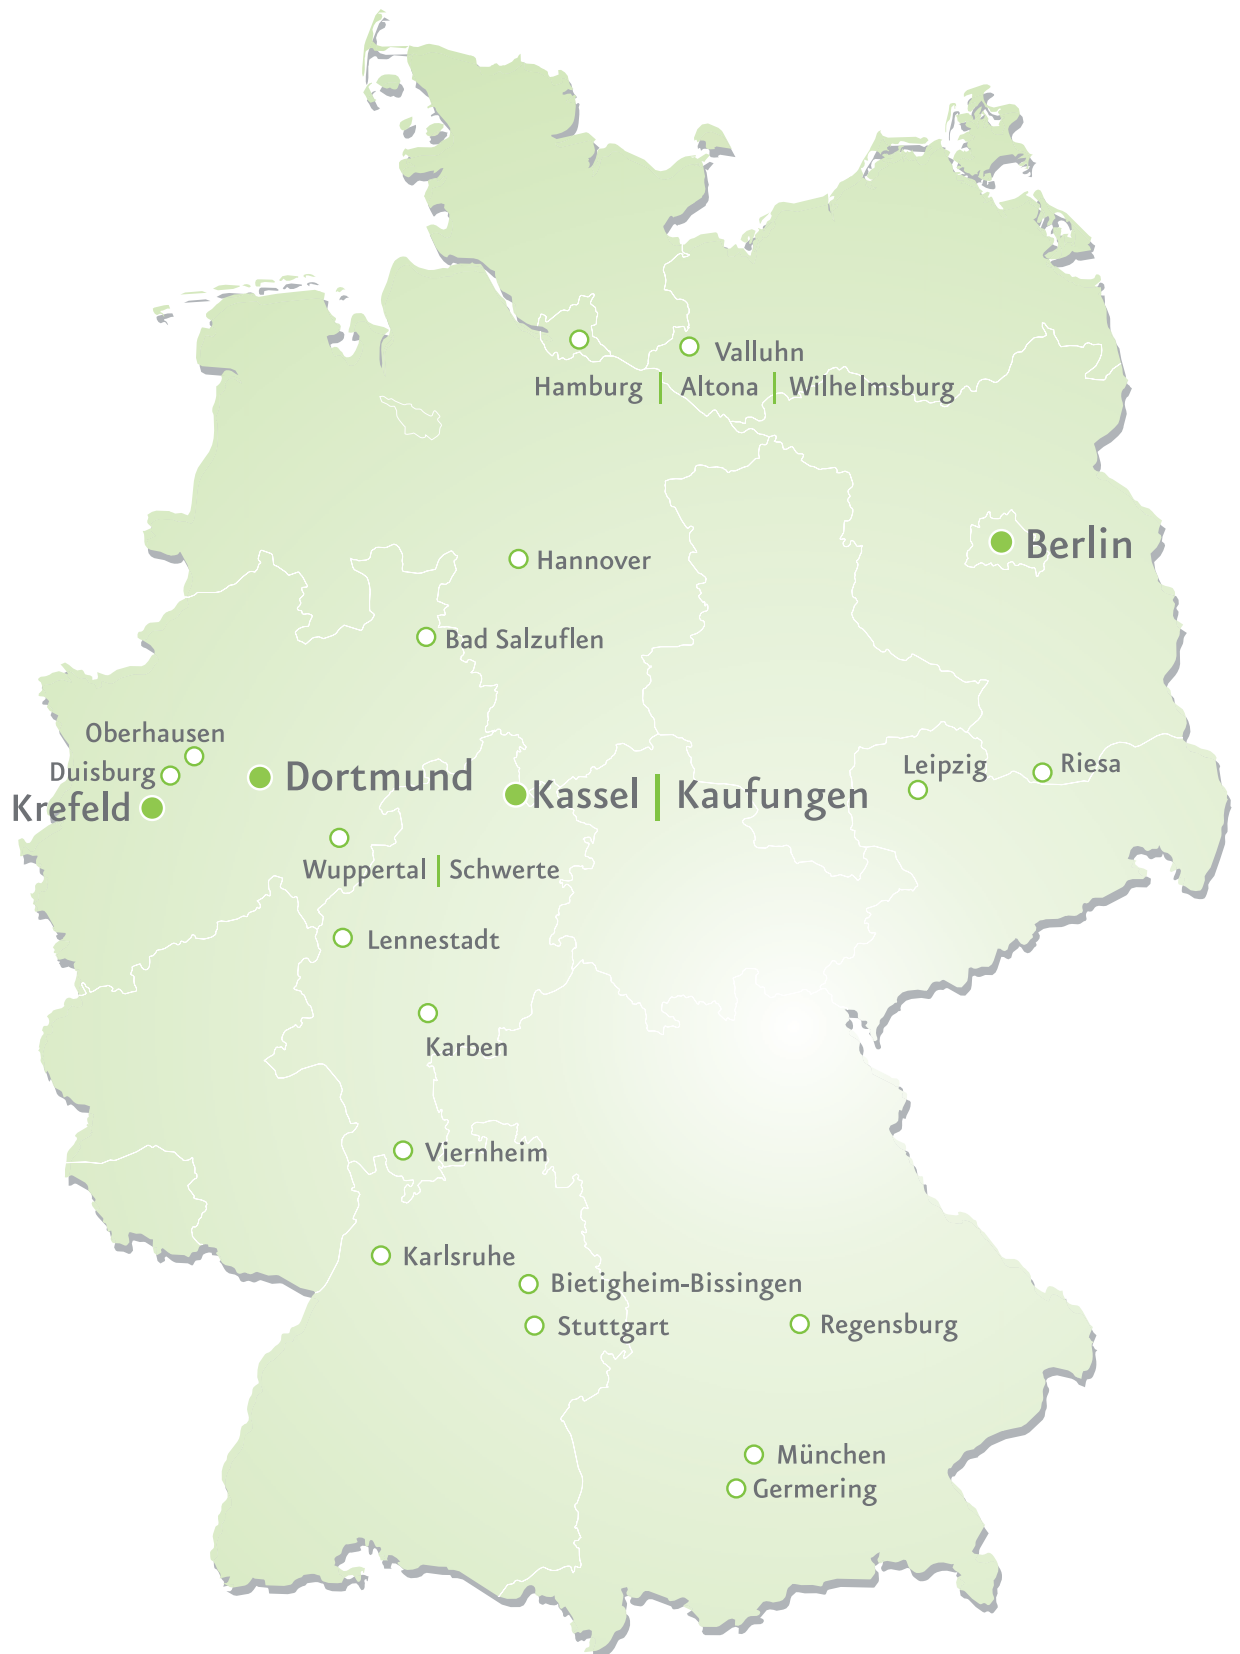 Valluhn
Hamburg | Altona | Wilhelmsburg
Berlin
Hannover
Bad Salzuflen
Oberhausen
Duisburg
Krefeld
Dortmund
Kassel | Kaufungen
Leipzig
Riesa
Wuppertal | Schwerte
Lennestadt
Karben
Viernheim
Karlsruhe
Bietigheim-Bissingen
Stuttgart
Regensburg
München
Germering